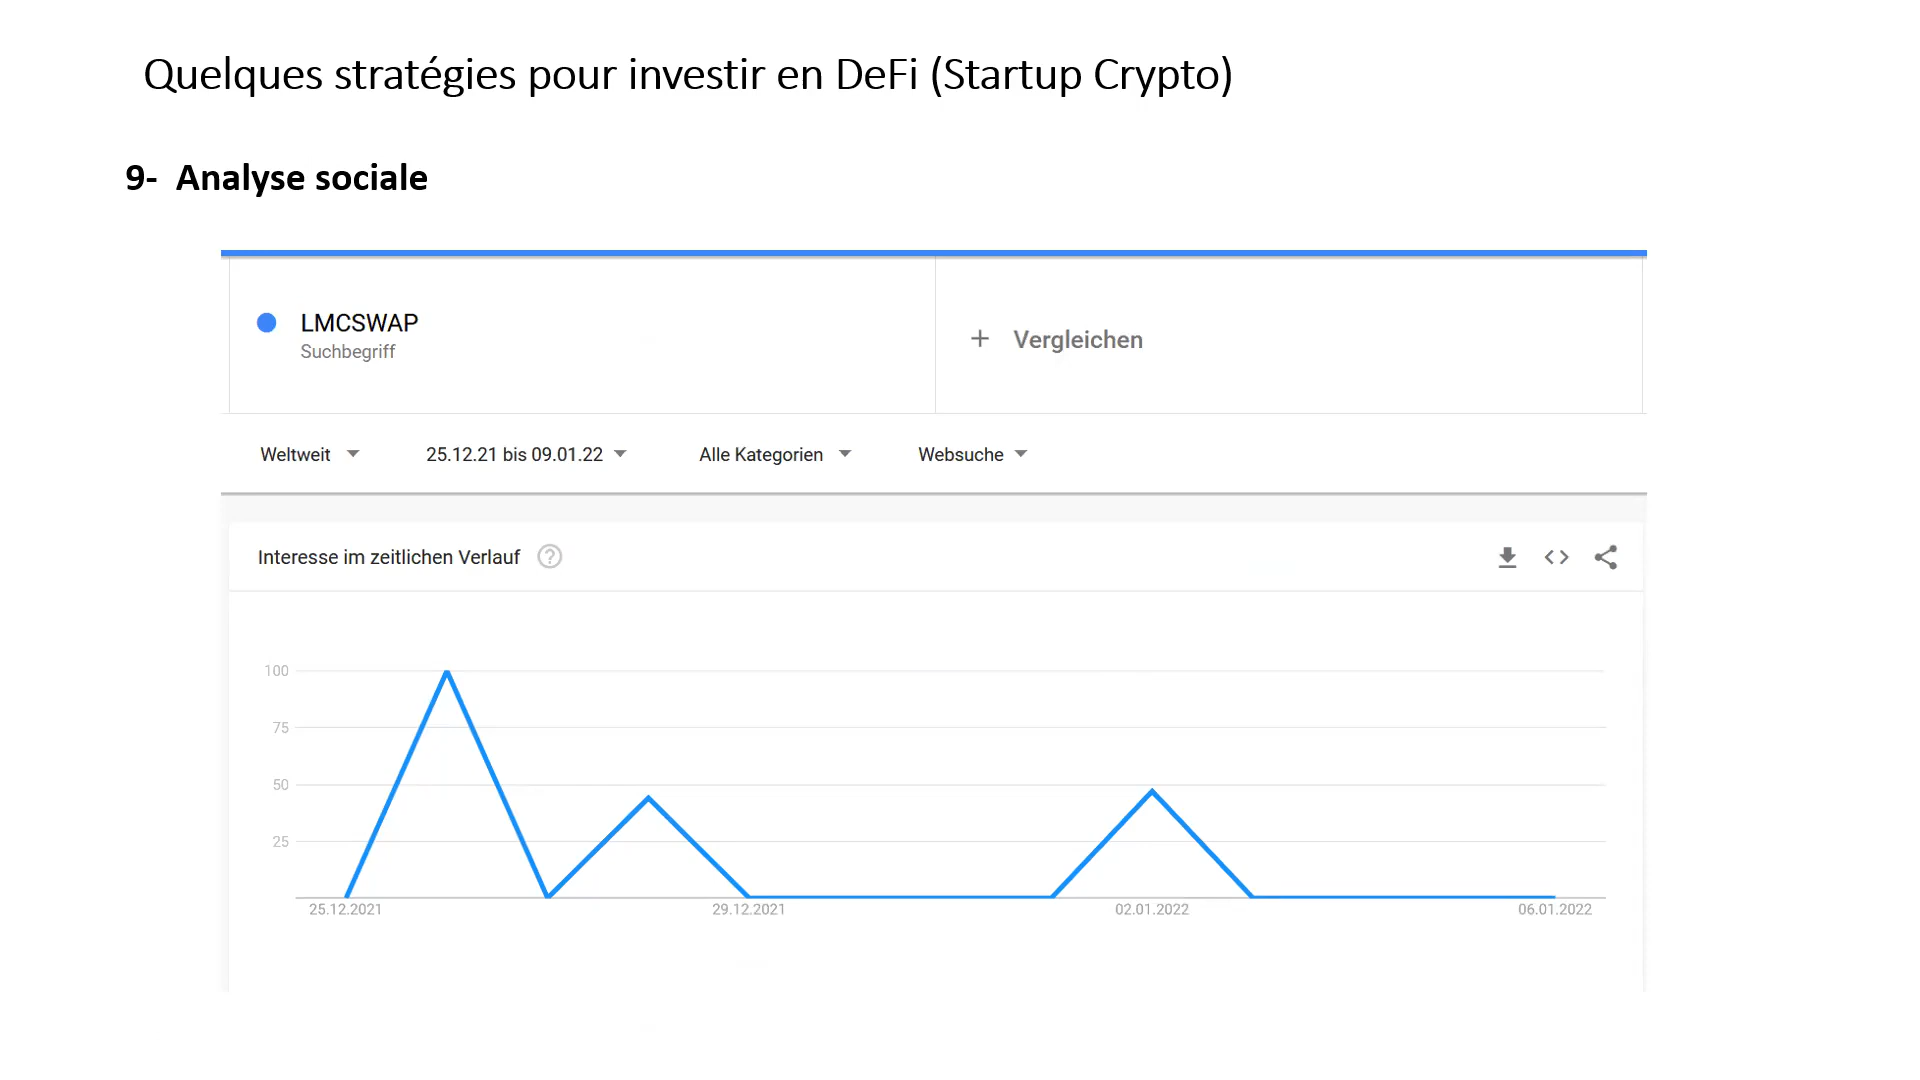 Quelques stratégies pour investir en DeFi (Startup Crypto)
9- Analyse sociale
LMCSWAP
Suchbegriff
+ Vergleichen
Weltweit
25.12.21 bis 09.01.22
Alle Kategorien
Websuche
Interesse im zeitlichen Verlauf ?
100
75
50
25
25.12.2021
29.12.2021
02.01.2022
06.01.2022